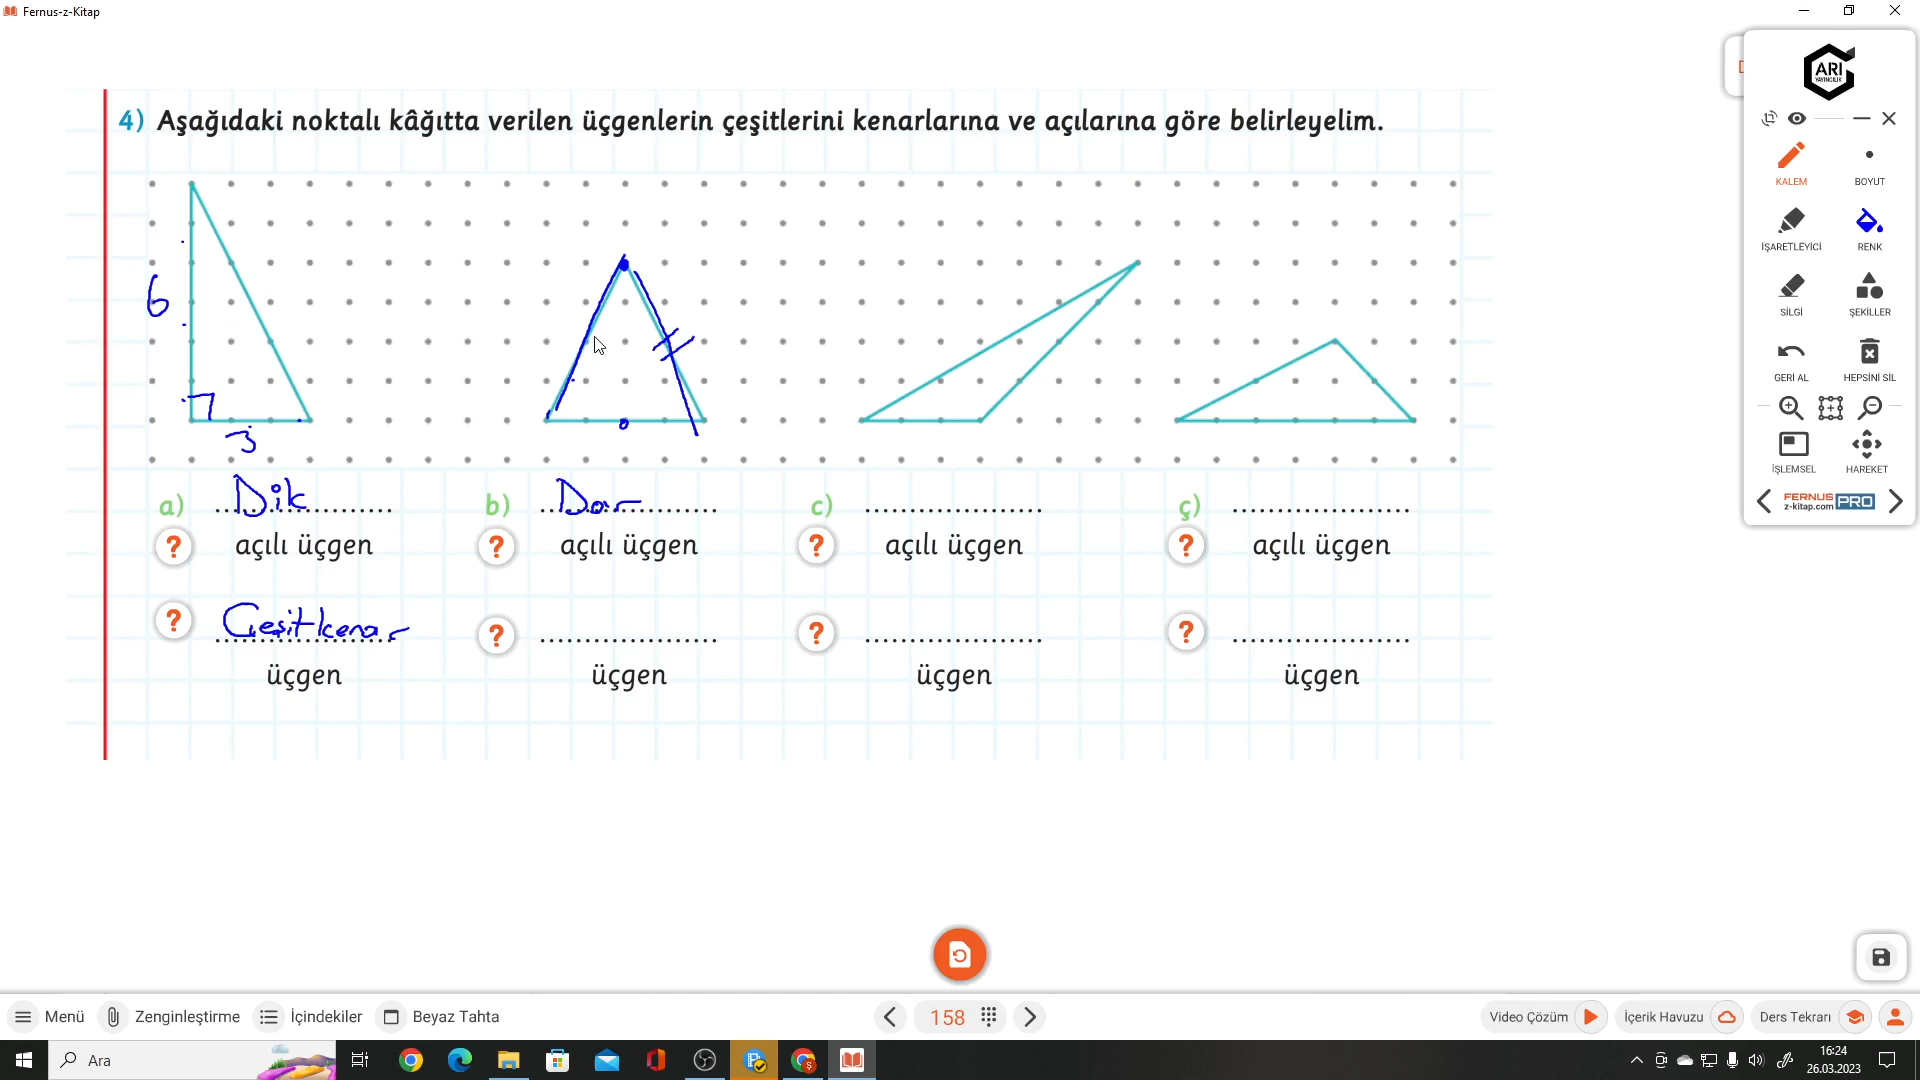 Fernus-z-Kitap
ARI
YAYINCILIK
4) Aşağıdaki noktalı kâğıtta verilen üçgenlerin çeşitlerini kenarlarına ve açılarına göre belirleyelim.
KALEM BOYUT
İŞARETLEYİCİ RENK
SİLGİ ŞEKİLLER
GERİ AL HEPSİNİ SİL
İŞLEMSEL HAREKET
FERNUS PRO
z-kitap.com
6
3
a) Dik b) Dar c) .................... ç) ....................
? açılı üçgen ? açılı üçgen ? açılı üçgen ? açılı üçgen
? Çeşitkenar ? .................... ? .................... ? ....................
üçgen üçgen üçgen üçgen
Menü Zenginleştirme İçindekiler Beyaz Tahta 158 Video Çözüm İçerik Havuzu Ders Tekrarı
Ara 16:24
26.03.2023